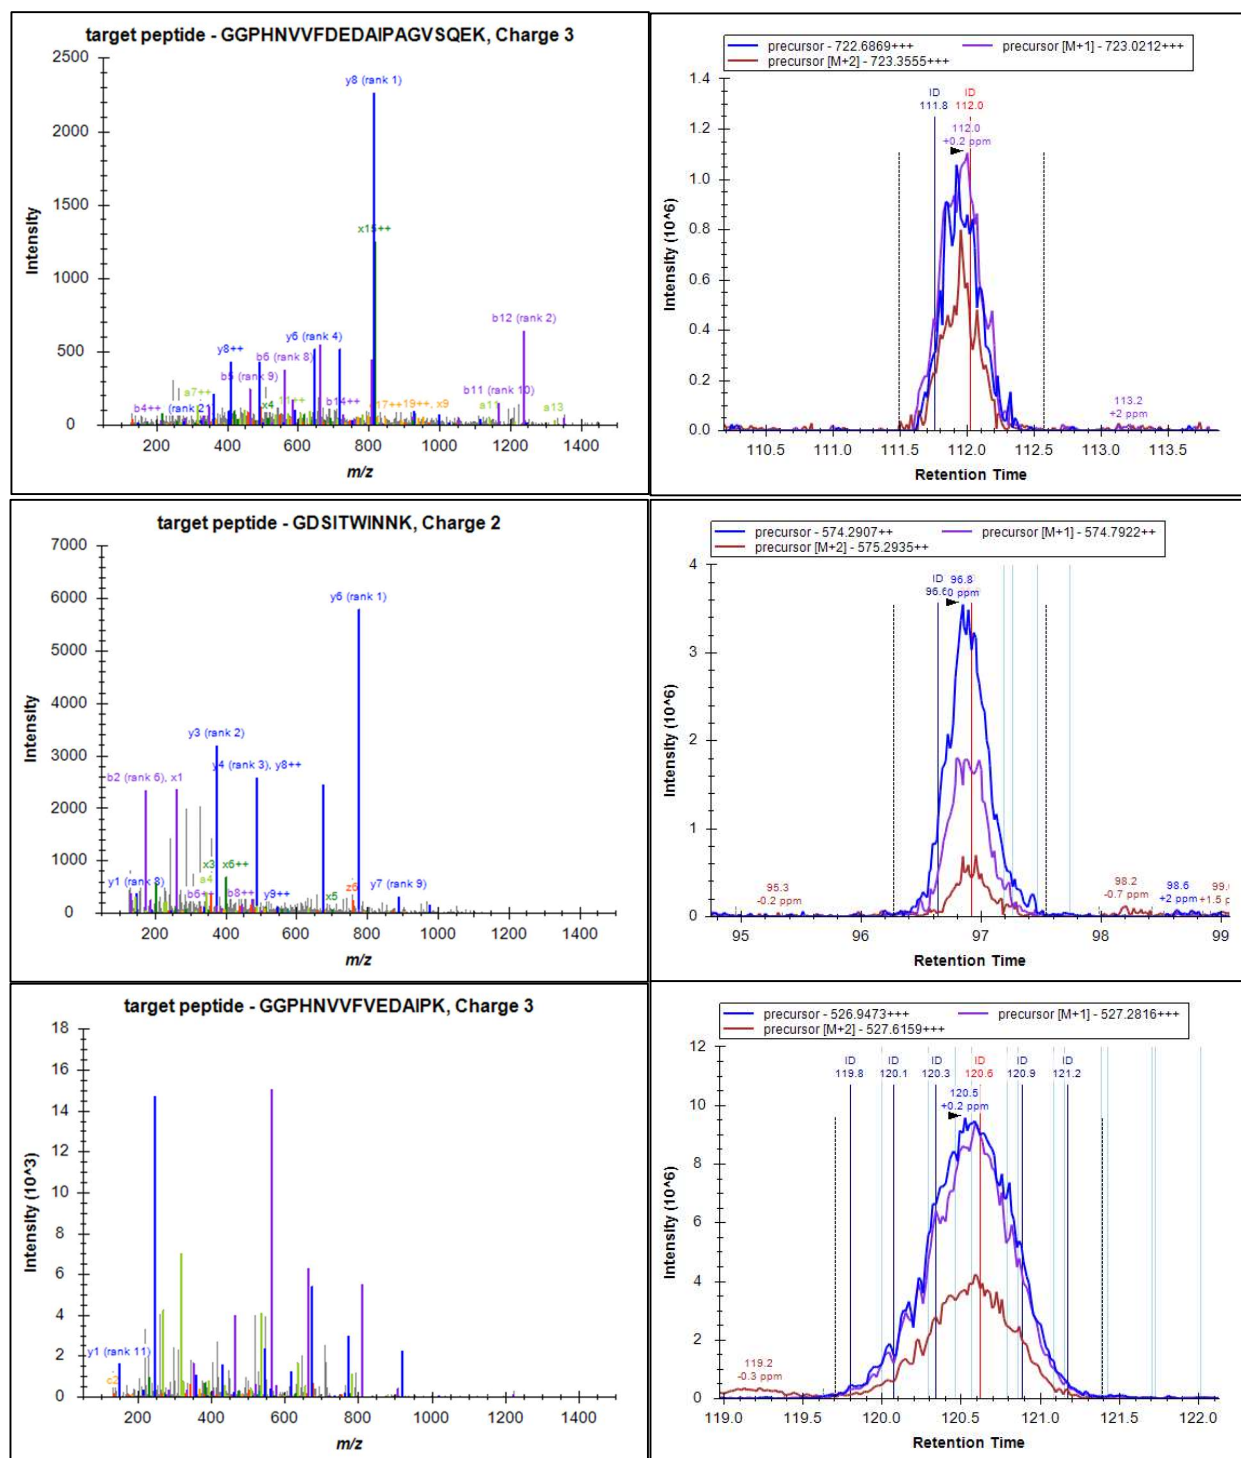 target peptide - GGPHNVVFDEDAIPAGVSQEK, Charge 3
2500
2000
1500
1000
500
0
Intensity
y8 (rank 1)
x15++
b12 (rank 2)
y6 (rank 4)
y8++
b6 (rank 8)
b5 (rank 9)
a7++
b11 (rank 10)
b4++
x4
b14++
19++, x9
a11
a13
200 400 600 800 1000 1200 1400
m/z
precursor - 722.6869+++
precursor [M+1] - 723.0212+++
precursor [M+2] - 723.3555+++
1.4
1.2
1.0
0.8
0.6
0.4
0.2
0.0
Intensity (10^6)
ID
111.8
ID
112.0
112.0
+0.2 ppm
113.2
+2 ppm
110.5 111.0 111.5 112.0 112.5 113.0 113.5
Retention Time
target peptide - GDSITWINNK, Charge 2
7000
6000
5000
4000
3000
2000
1000
0
Intensity
y6 (rank 1)
y3 (rank 2)
y4 (rank 3), y8++
b2 (rank 6), x1
x3
x6++
y1 (rank 8)
a4
b6++
b8++
y9++
x5
z6
y7 (rank 9)
200 400 600 800 1000 1200 1400
m/z
precursor - 574.2907++
precursor [M+1] - 574.7922++
precursor [M+2] - 575.2935++
4
3
2
1
0
Intensity (10^6)
ID
96.6
96.8
0 ppm
95.3
-0.2 ppm
98.2
-0.7 ppm
98.6
+2 ppm
95 96 97 98 99
Retention Time
target peptide - GGPHNVVFVEDAIPK, Charge 3
18
16
14
12
10
8
6
4
2
0
Intensity (10^3)
y1 (rank 11)
c2
200 400 600 800 1000 1200 1400
m/z
precursor - 526.9473+++
precursor [M+1] - 527.2816+++
precursor [M+2] - 527.6159+++
12
10
8
6
4
2
0
Intensity (10^6)
ID
119.8
ID
120.1
ID
120.3
ID
120.6
ID
120.9
ID
121.2
120.5
+0.2 ppm
119.2
-0.3 ppm
119.0 119.5 120.0 120.5 121.0 121.5 122.0
Retention Time